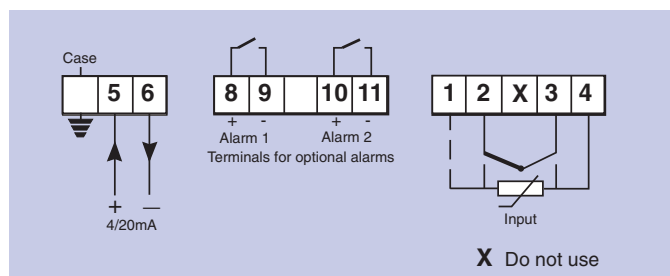 Case
5 6
+ —
4/20mA
8 9 10 11
+ - + -
Alarm 1 Alarm 2
Terminals for optional alarms
1 2 X 3 4
Input
X Do not use